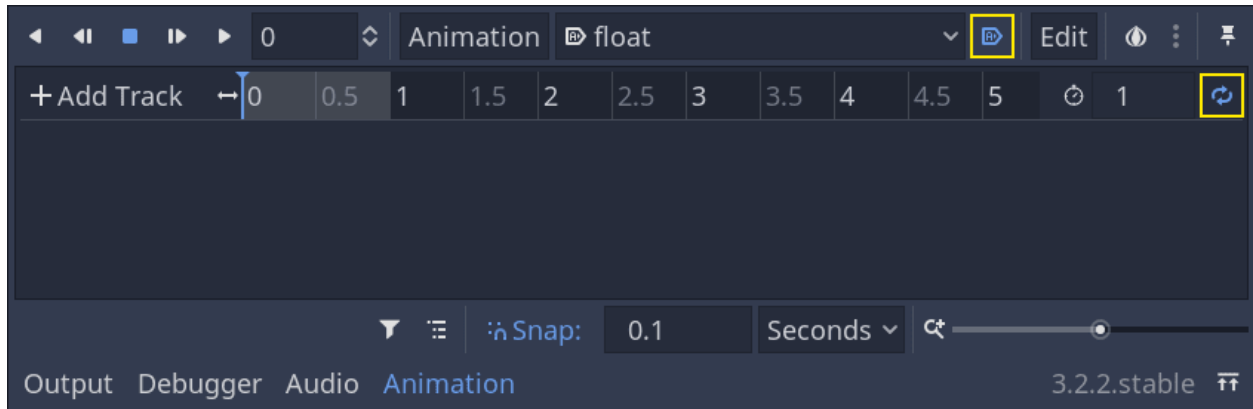 0 Animation float Edit
+ Add Track 0 0.5 1 1.5 2 2.5 3 3.5 4 4.5 5 1
Snap: 0.1 Seconds
Output Debugger Audio Animation 3.2.2.stable